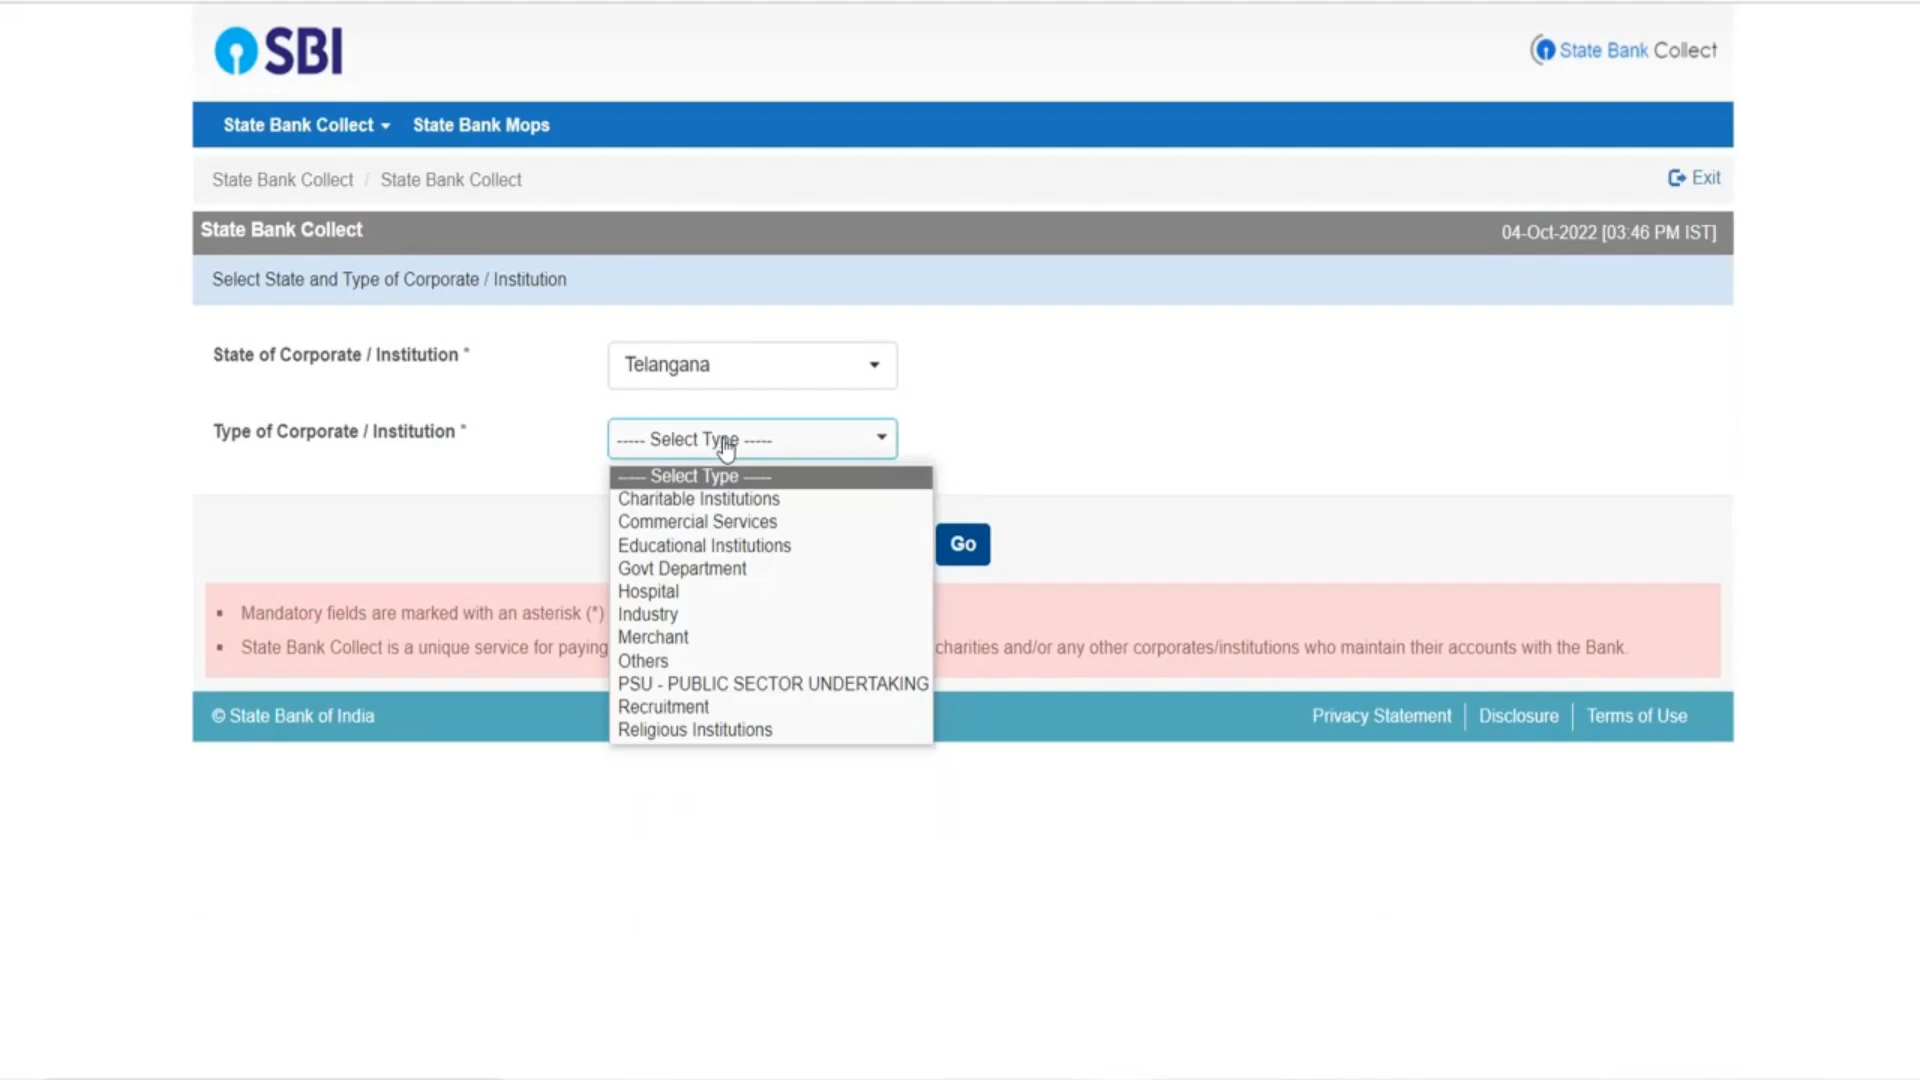 SBI
State Bank Collect
State Bank Collect State Bank Mops
State Bank Collect / State Bank Collect
Exit
State Bank Collect
04-Oct-2022 [03:46 PM IST]
Select State and Type of Corporate / Institution
State of Corporate / Institution *
Telangana
Type of Corporate / Institution *
----- Select Type -----
----- Select Type -----
Charitable Institutions
Commercial Services
Educational Institutions
Govt Department
Hospital
Industry
Merchant
Others
PSU - PUBLIC SECTOR UNDERTAKING
Recruitment
Religious Institutions
Go
▪ Mandatory fields are marked with an asterisk (*)
▪ State Bank Collect is a unique service for paying charities and/or any other corporates/institutions who maintain their accounts with the Bank.
© State Bank of India
Privacy Statement | Disclosure | Terms of Use